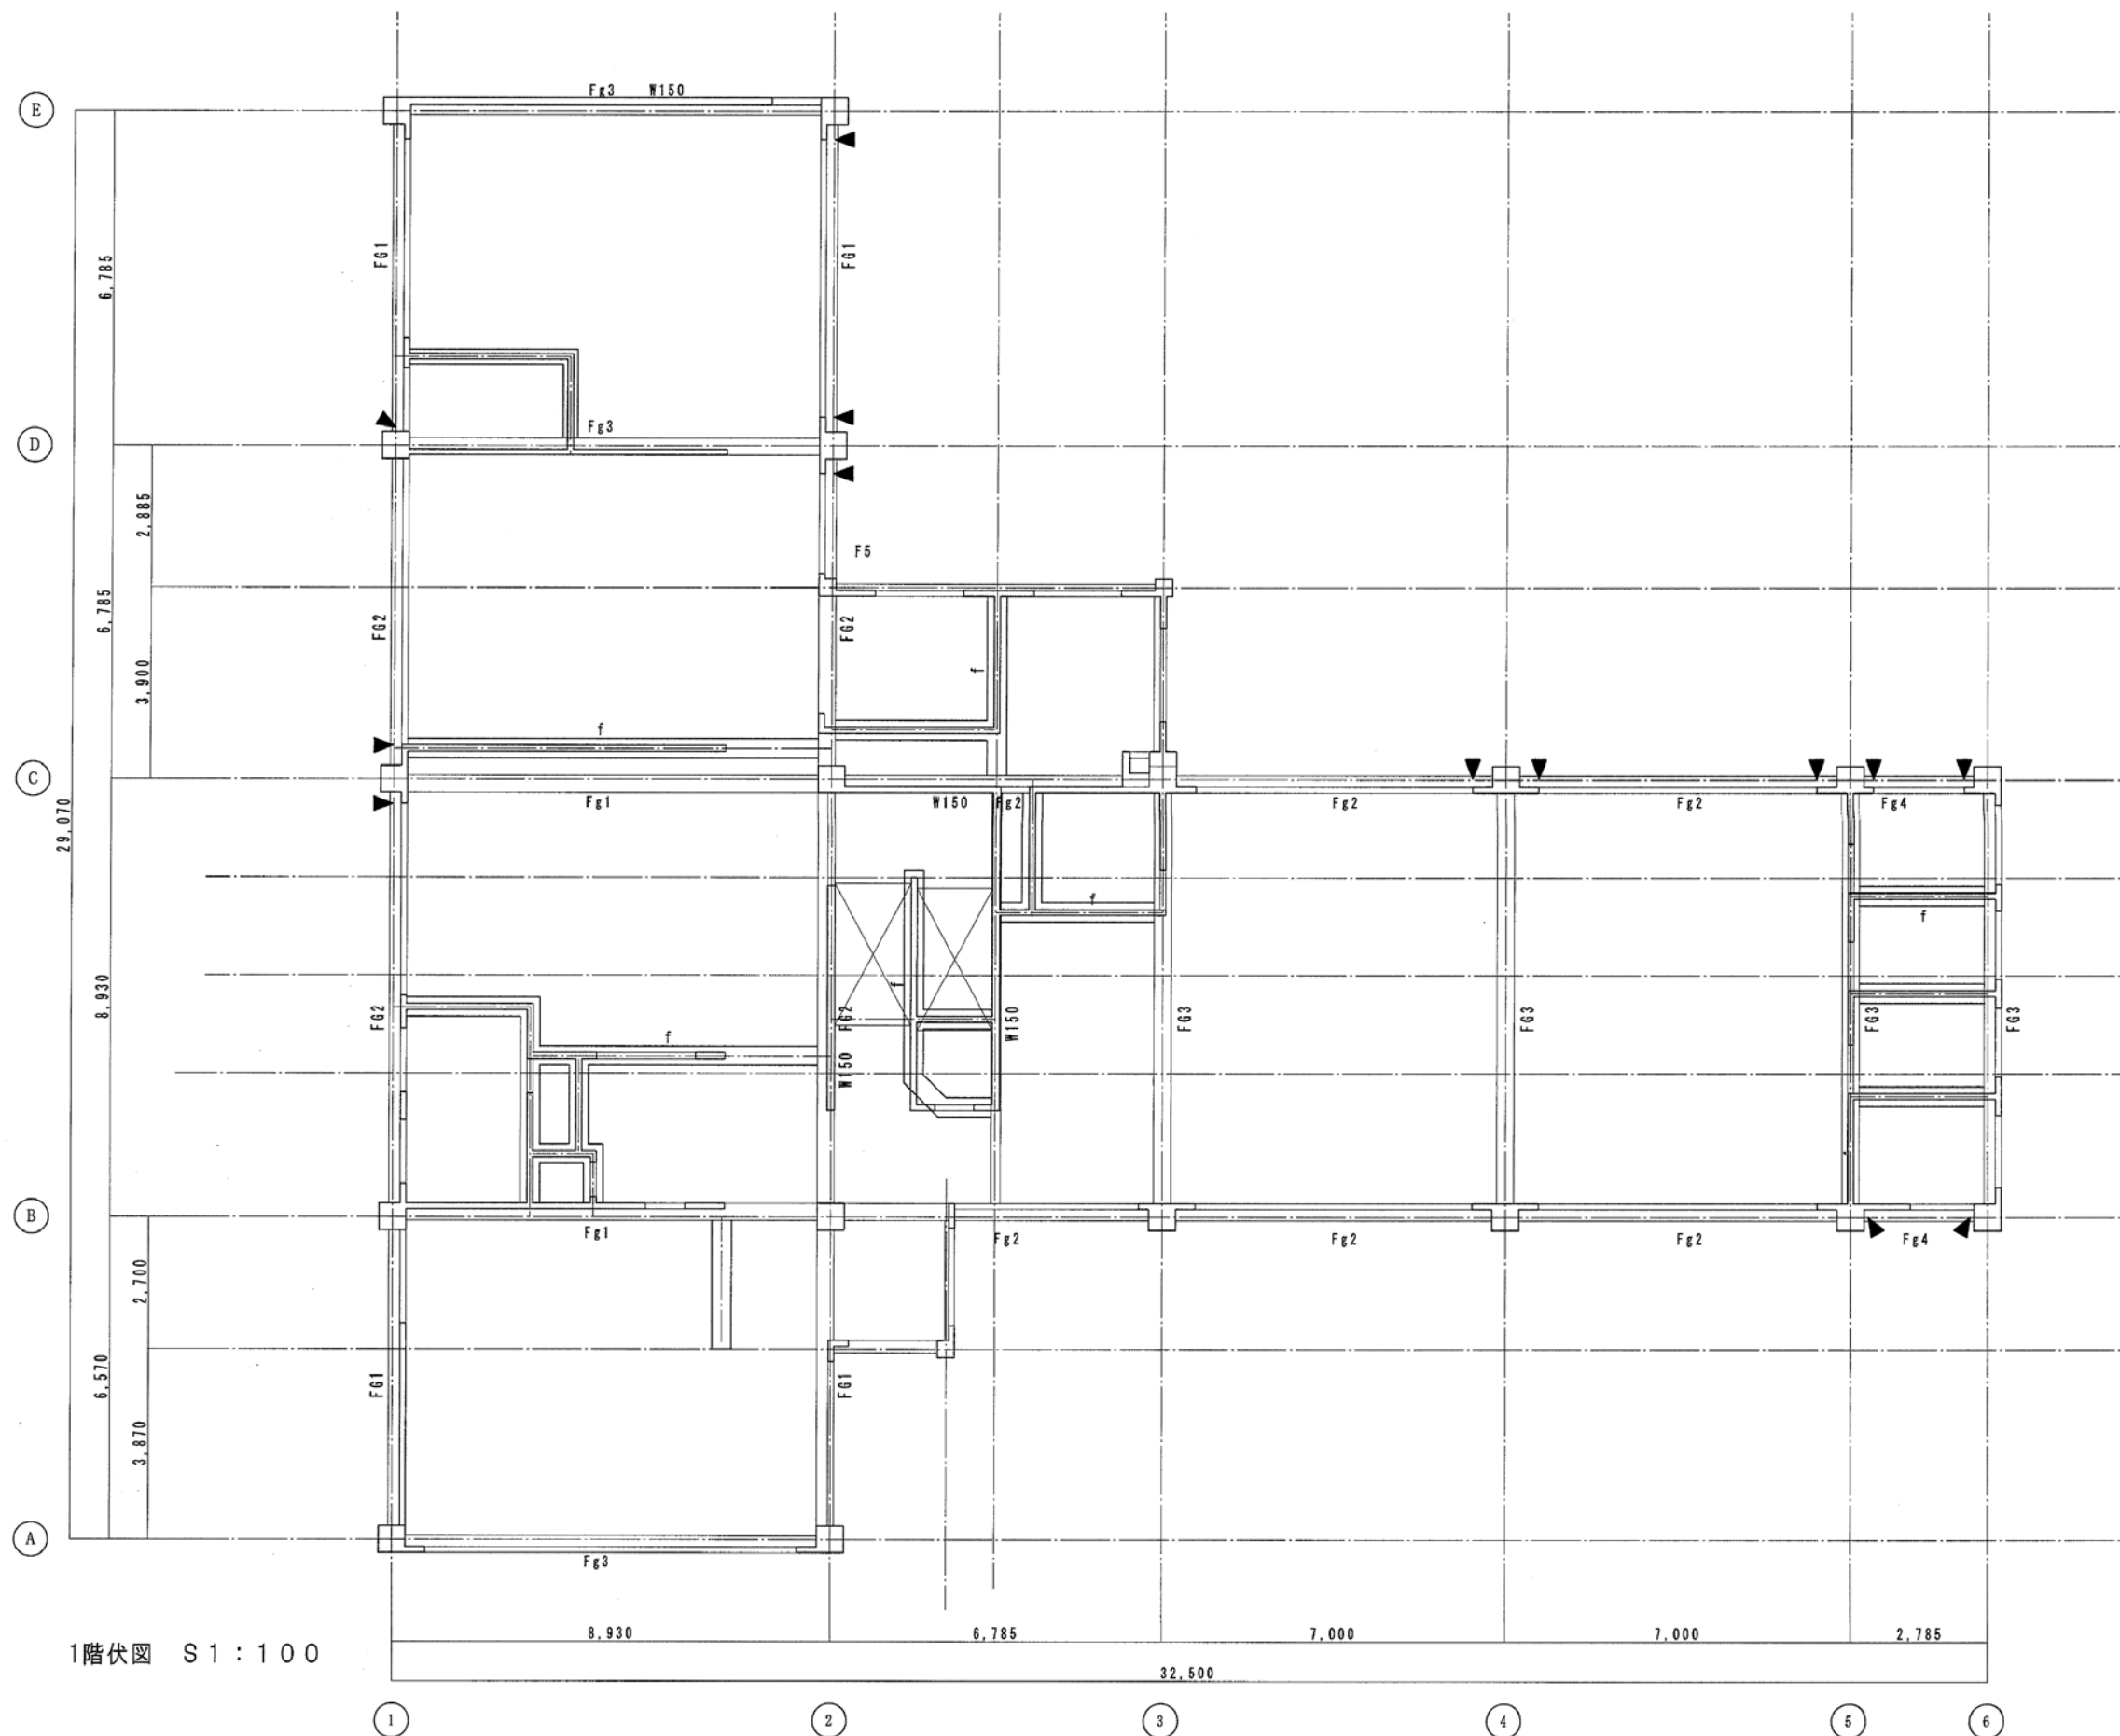 Fg3 W150
E
6,785
FG1
FG1
Fg3
D
2,885
F5
6,785
FG2
FG2
f
3,900
f
C
Fg1
W150
Fg2
Fg2
Fg2
Fg4
29,070
f
f
f
8,930
FG2
FG2
W150
FG3
FG3
FG3
FG3
f
W150
B
Fg1
Fg2
Fg2
Fg2
Fg4
2,700
6,570
FG1
FG1
3,870
A
Fg3
8,930
6,785
7,000
7,000
2,785
1階伏図 S1:100
32,500
1
2
3
4
5
6